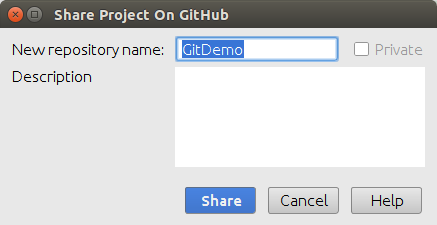 Share Project On GitHub
New repository name: GitDemo Private
Description
Share Cancel Help